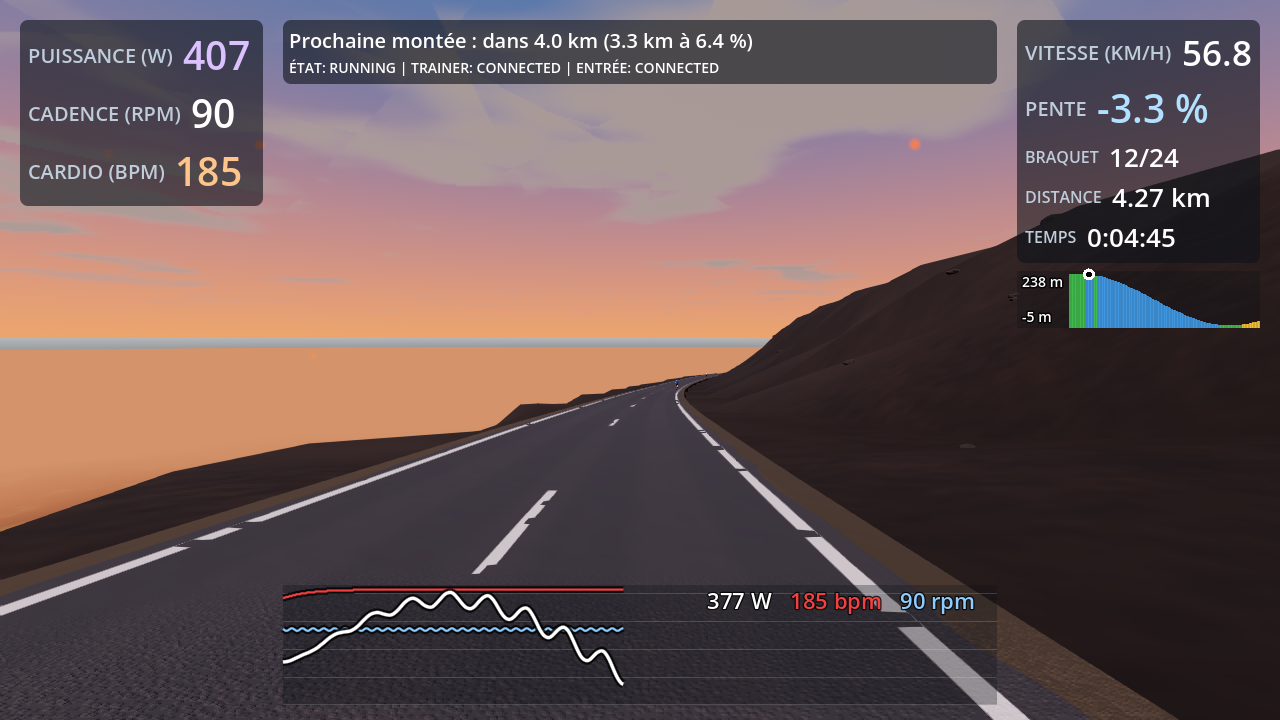 PUISSANCE (W) 407
CADENCE (RPM) 90
CARDIO (BPM) 185
Prochaine montée : dans 4.0 km (3.3 km à 6.4 %)
ÉTAT: RUNNING | TRAINER: CONNECTED | ENTRÉE: CONNECTED
VITESSE (KM/H) 56.8
PENTE -3.3 %
BRAQUET 12/24
DISTANCE 4.27 km
TEMPS 0:04:45
238 m
-5 m
377 W 185 bpm 90 rpm